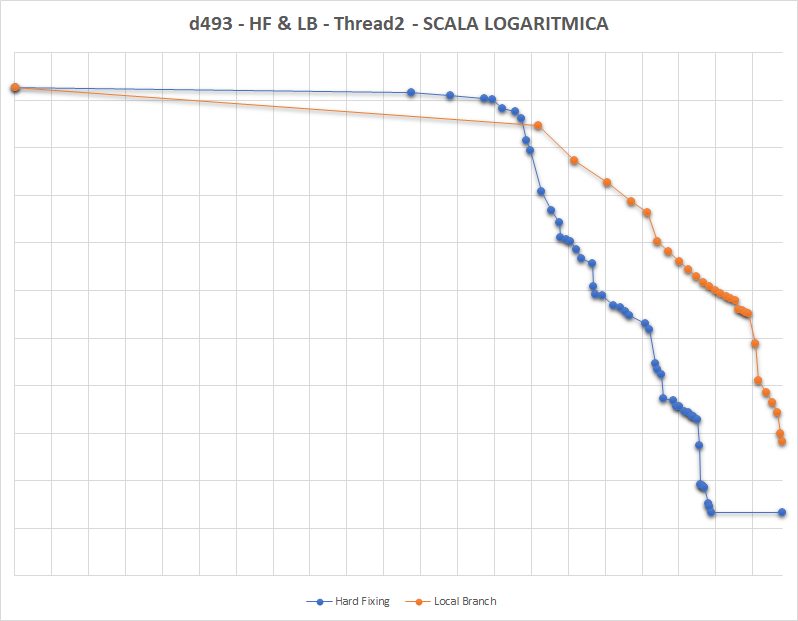 d493 - HF & LB - Thread2 - SCALA LOGARITMICA
Hard Fixing
Local Branch